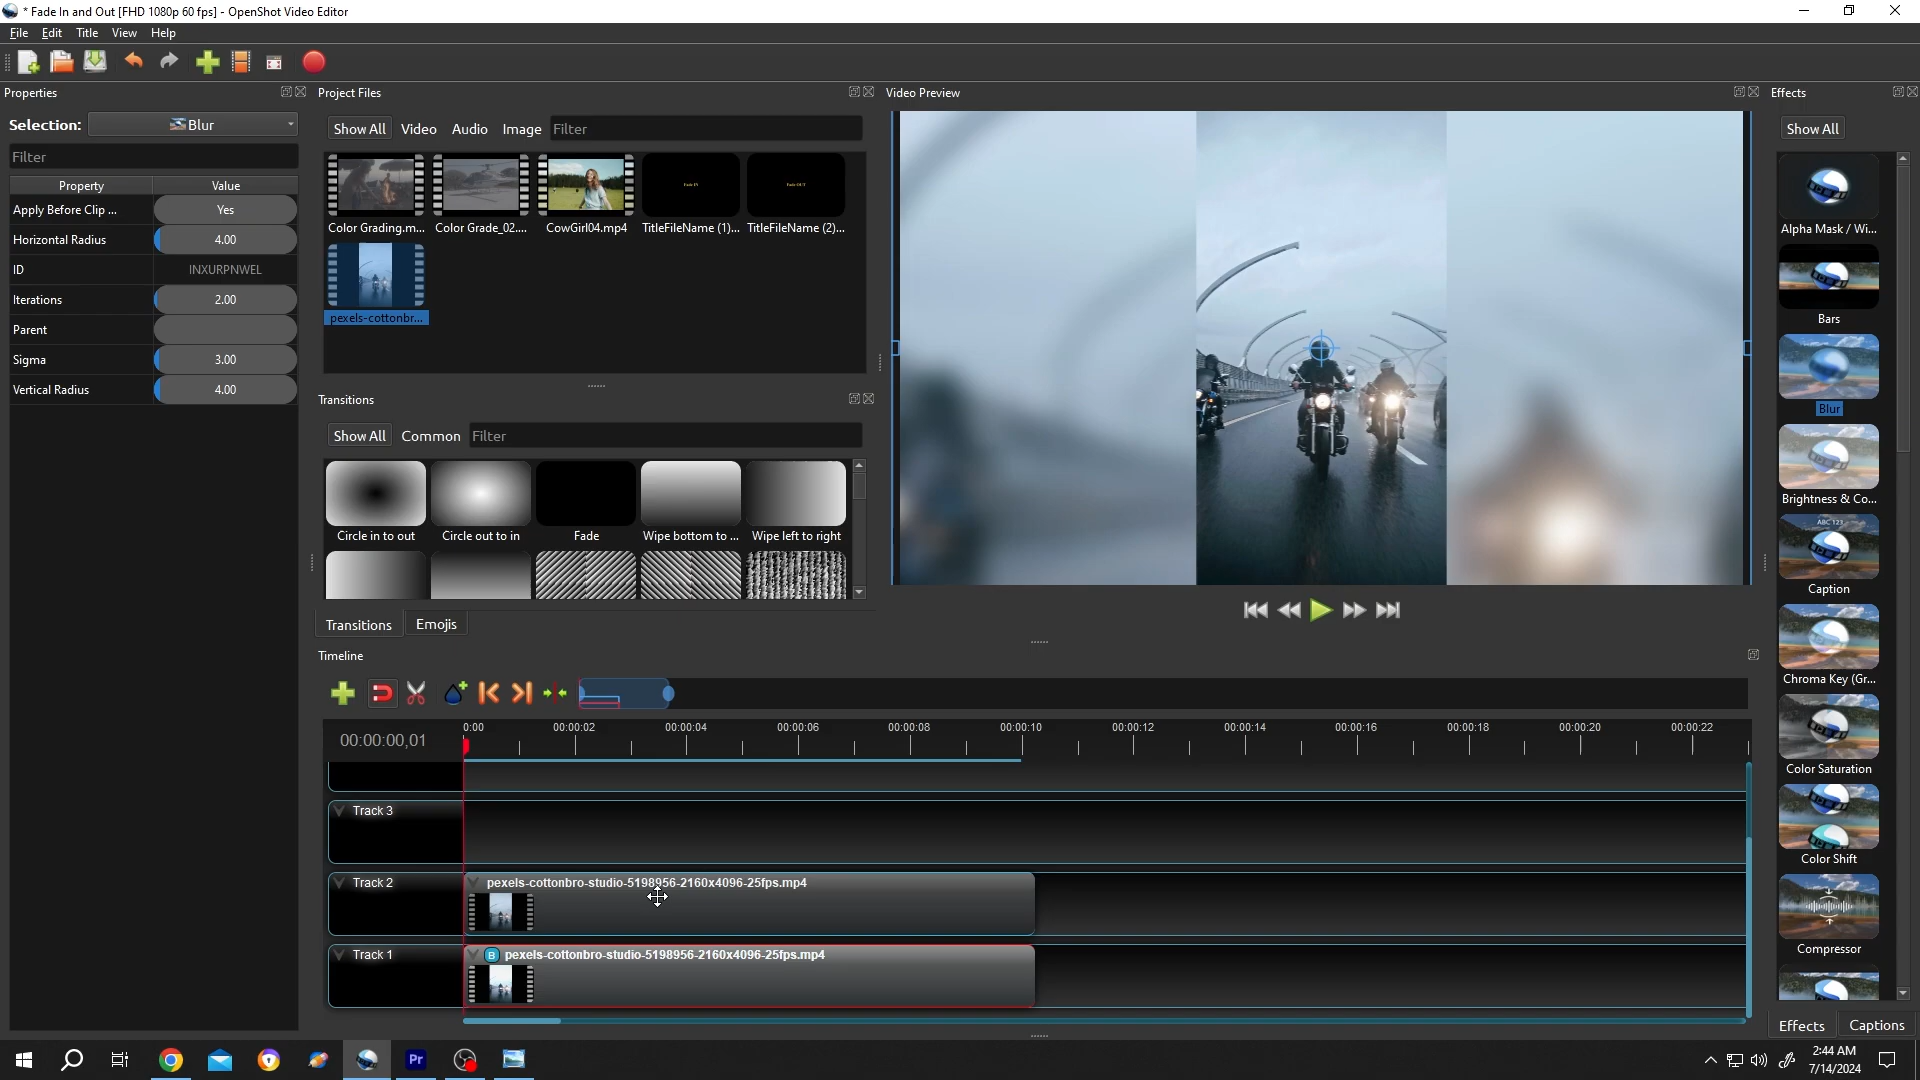 * Fade In and Out [FHD 1080p 60 fps] - OpenShot Video Editor
File Edit Title View Help
Properties
Project Files
Video Preview
Effects
Selection: Blur
Show All Video Audio Image Filter
Show All
Filter
Property Value
Apply Before Clip ... Yes
Horizontal Radius 4.00
ID INXURPNWEL
Iterations 2.00
Parent
Sigma 3.00
Vertical Radius 4.00
Fade IN
Fade OUT
Color Grading.m... Color Grade_02.... CowGirl04.mp4 TitleFileName (1)... TitleFileName (2)...
pexels-cottonbr...
Transitions
Show All Common Filter
Circle in to out Circle out to in Fade Wipe bottom to ... Wipe left to right
Transitions Emojis
Alpha Mask / Wi...
Bars
Blur
Brightness & Co...
ABC 123
Caption
Chroma Key (Gr...
Color Saturation
Color Shift
Compressor
Effects Captions
Timeline
00:00:00,01
0:00 00:00:02 00:00:04 00:00:06 00:00:08 00:00:10 00:00:12 00:00:14 00:00:16 00:00:18 00:00:20 00:00:22
Track 3
Track 2
pexels-cottonbro-studio-5198956-2160x4096-25fps.mp4
Track 1
B pexels-cottonbro-studio-5198956-2160x4096-25fps.mp4
Pr
2:44 AM
7/14/2024